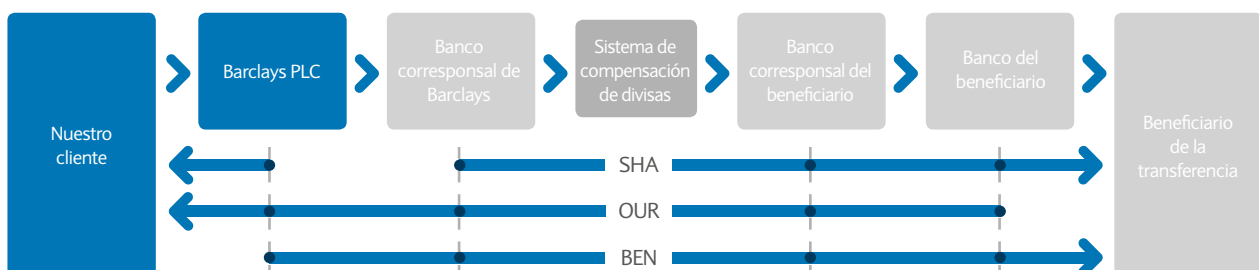 Nuestro
cliente
Barclays PLC
Banco
corresponsal de
Barclays
Sistema de
compensación
de divisas
Banco
corresponsal del
beneficiario
Banco del
beneficiario
Beneficiario
de la
transferencia
SHA
OUR
BEN